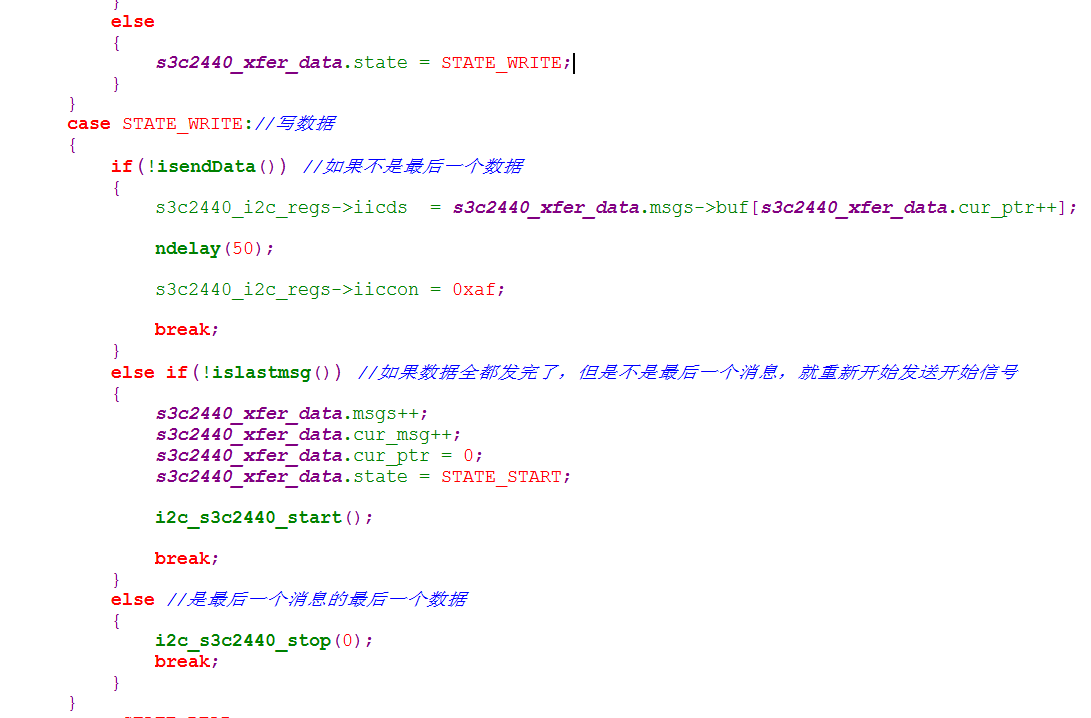 }
else
{
s3c2440_xfer_data.state = STATE_WRITE;
}
}
case STATE_WRITE://写数据
{
if(!isendData()) //如果不是最后一个数据
{
s3c2440_i2c_regs->iicds  = s3c2440_xfer_data.msgs->buf[s3c2440_xfer_data.cur_ptr++];
ndelay(50);
s3c2440_i2c_regs->iiccon = 0xaf;
break;
}
else if(!islastmsg()) //如果数据全都发完了，但是不是最后一个消息，就重新开始发送开始信号
{
s3c2440_xfer_data.msgs++;
s3c2440_xfer_data.cur_msg++;
s3c2440_xfer_data.cur_ptr = 0;
s3c2440_xfer_data.state = STATE_START;
i2c_s3c2440_start();
break;
}
else //是最后一个消息的最后一个数据
{
i2c_s3c2440_stop(0);
break;
}
}